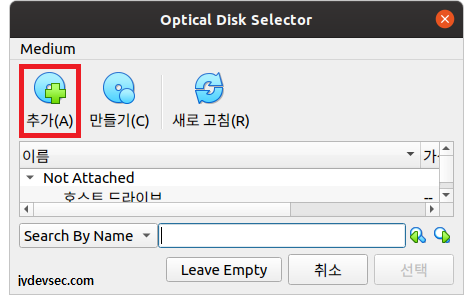 Optical Disk Selector
Medium
추가(A) 만들기(C) 새로 고침(R)
이름
Not Attached
호스트 드라이브 --
Search By Name
Leave Empty 취소 선택
jvdevsec.com